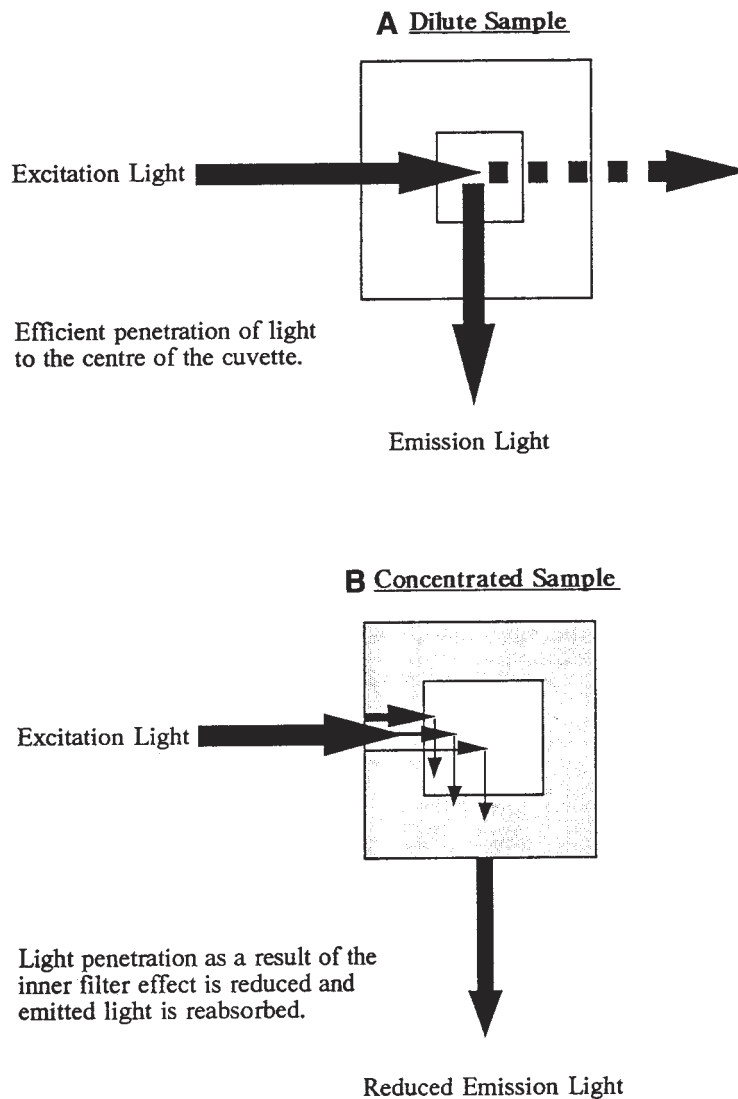 A Dilute Sample
Excitation Light
Efficient penetration of light
to the centre of the cuvette.
Emission Light
B Concentrated Sample
Excitation Light
Light penetration as a result of the
inner filter effect is reduced and
emitted light is reabsorbed.
Reduced Emission Light